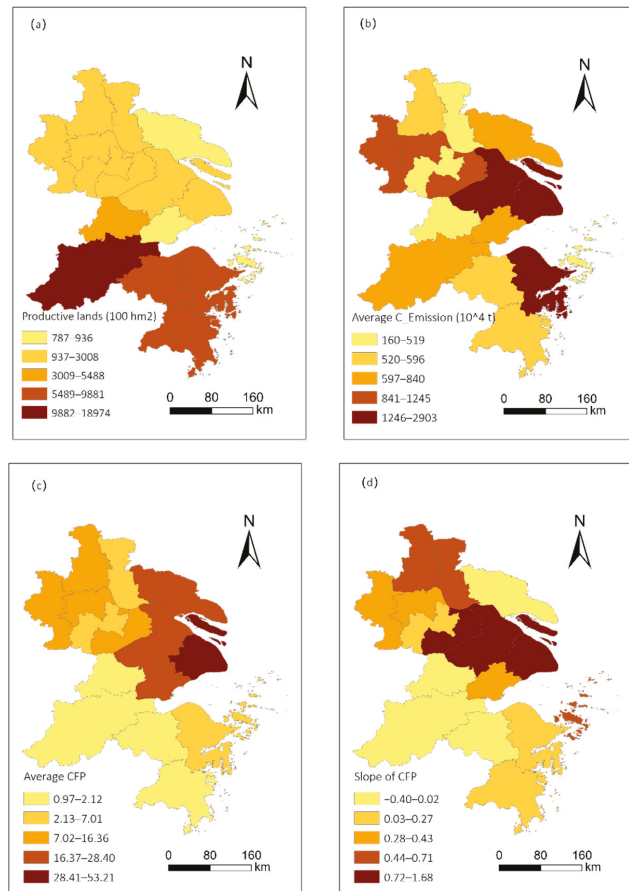 (a)
N
Productive lands (100 hm2)
787–936
937–3008
3009–5488
5489–9881
9882–18974
0 80 160
km
(b)
N
Average C_Emission (10^4 t)
160–519
520–596
597–840
841–1245
1246–2903
0 80 160
km
(c)
N
Average CFP
0.97–2.12
2.13–7.01
7.02–16.36
16.37–28.40
28.41–53.21
0 80 160
km
(d)
N
Slope of CFP
−0.40–0.02
0.03–0.27
0.28–0.43
0.44–0.71
0.72–1.68
0 80 160
km